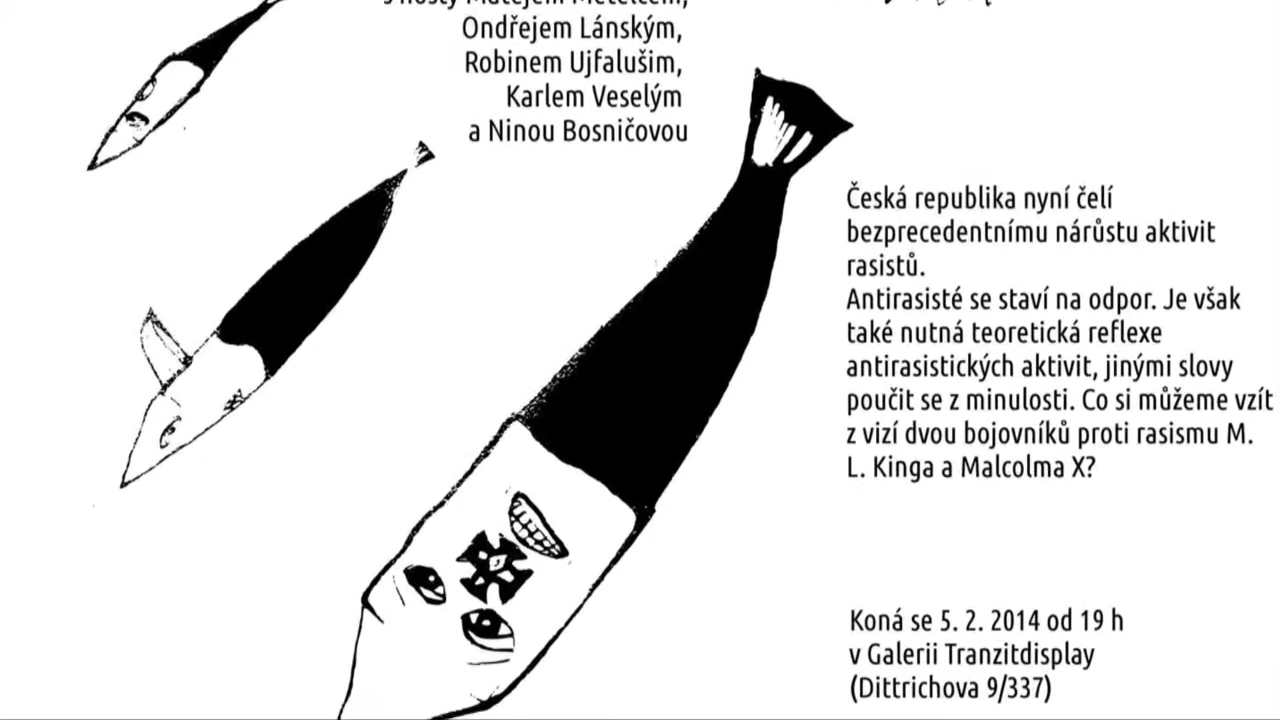 s hosty Matějem Metelcem,
Ondřejem Lánským,
Robinem Ujfalušim,
Karlem Veselým
a Ninou Bosničovou
Česká republika nyní čelí
bezprecedentnímu nárůstu aktivit
rasistů.
Antirasisté se staví na odpor. Je však
také nutná teoretická reflexe
antirasistických aktivit, jinými slovy
poučit se z minulosti. Co si můžeme vzít
z vizí dvou bojovníků proti rasismu M.
L. Kinga a Malcolma X?
Koná se 5. 2. 2014 od 19 h
v Galerii Tranzitdisplay
(Dittrichova 9/337)